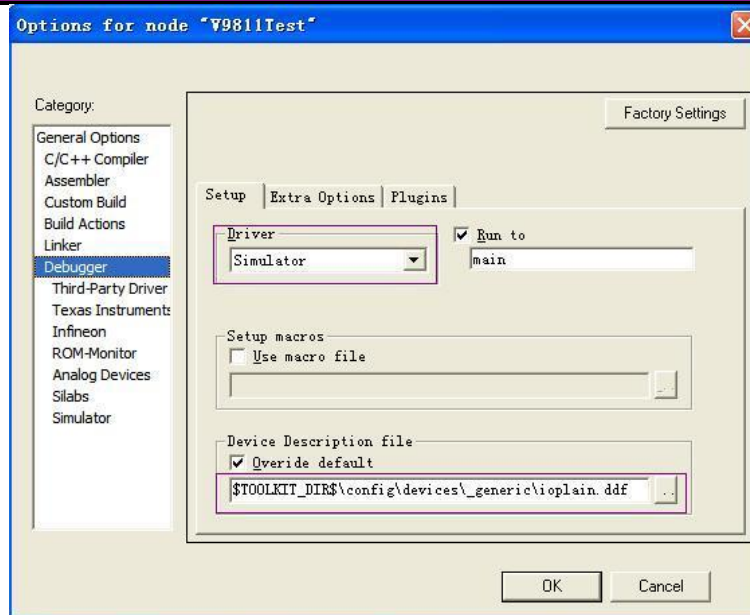 Options for node "V9811Test"
Category:
Factory Settings
General Options
C/C++ Compiler
Assembler
Custom Build
Build Actions
Linker
Debugger
Third-Party Driver
Texas Instruments
Infineon
ROM-Monitor
Analog Devices
Silabs
Simulator
Setup Extra Options Plugins
Driver
Simulator
Run to
main
Setup macros
Use macro file
...
Device Description file
Overide default
$TOOLKIT_DIR$\config\devices\_generic\ioplain.ddf
..
OK Cancel